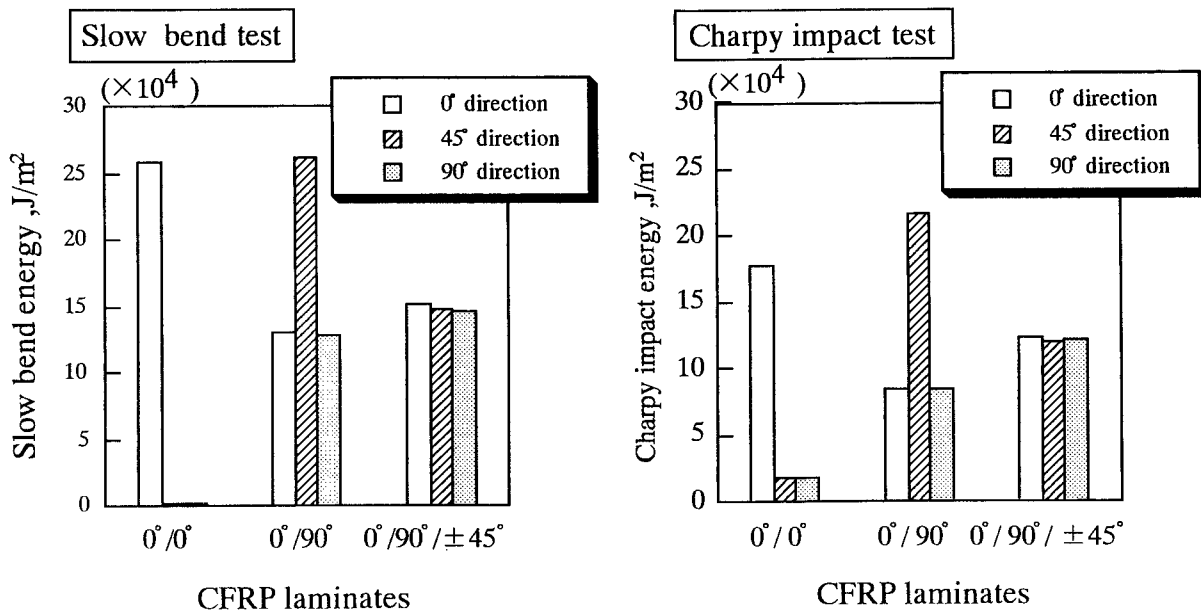 Slow bend test
(×10⁴)
0° direction
45° direction
90° direction
30
25
20
15
10
5
0
Slow bend energy ,J/m²
0°/0°
0°/90°
0°/90°/±45°
CFRP laminates
Charpy impact test
(×10⁴)
0° direction
45° direction
90° direction
30
25
20
15
10
5
0
Charpy impact energy, J/m²
0°/0°
0°/90°
0°/90°/ ±45°
CFRP laminates